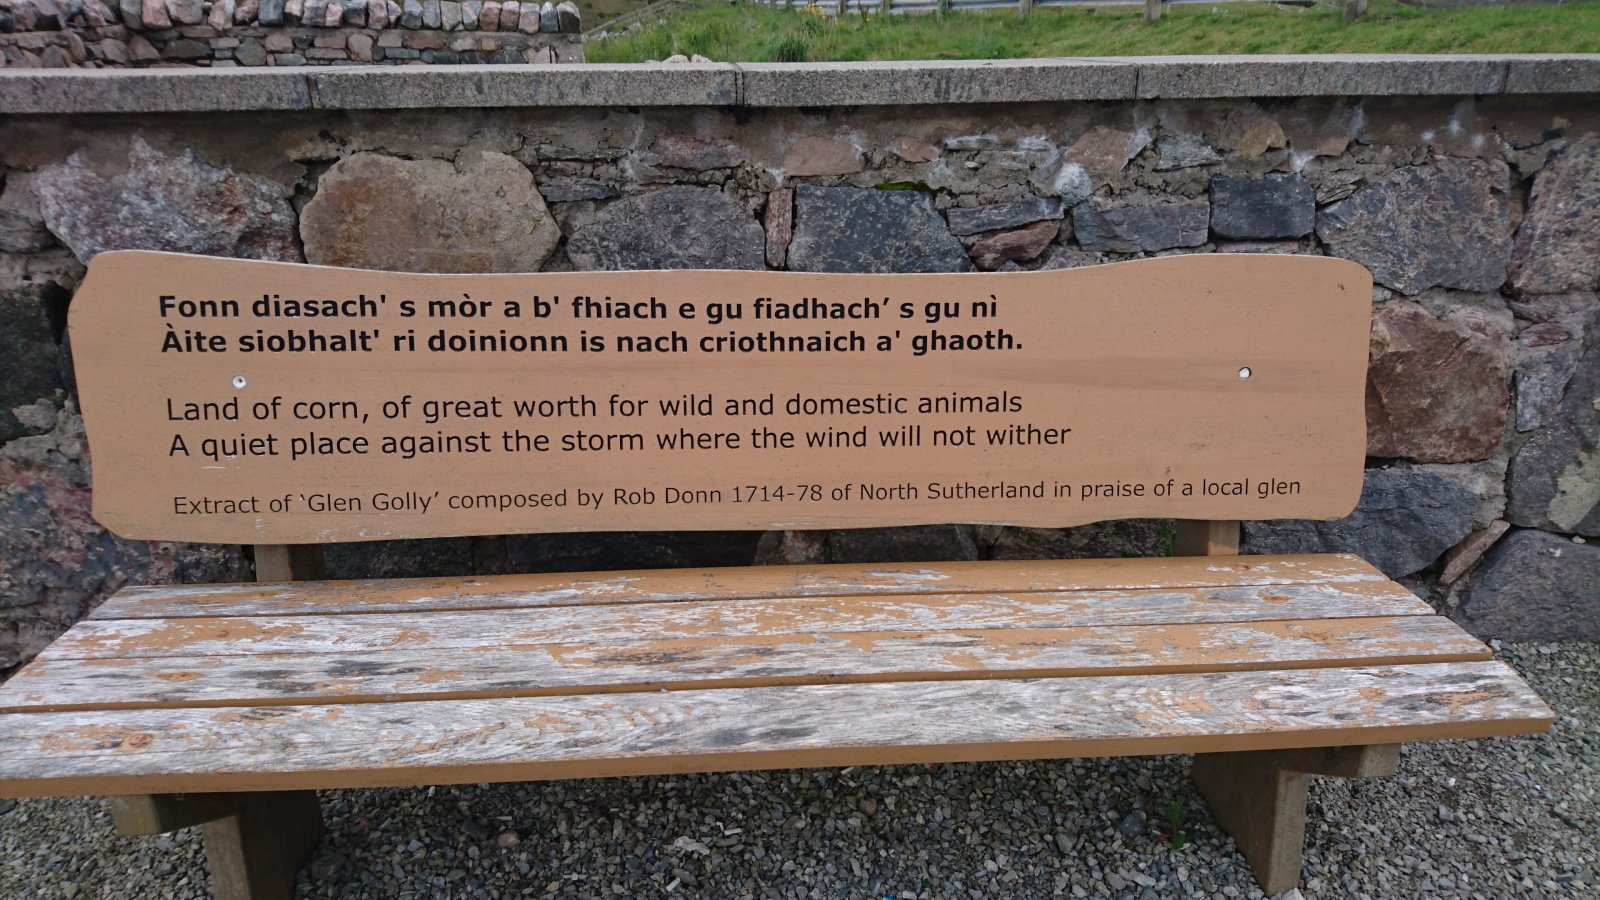 Fonn diasach' s mòr a b' fhiach e gu fiadhach’ s gu nì
Àite siobhalt' ri doinionn is nach criothnaich a' ghaoth.
Land of corn, of great worth for wild and domestic animals
A quiet place against the storm where the wind will not wither
Extract of ‘Glen Golly’ composed by Rob Donn 1714-78 of North Sutherland in praise of a local glen